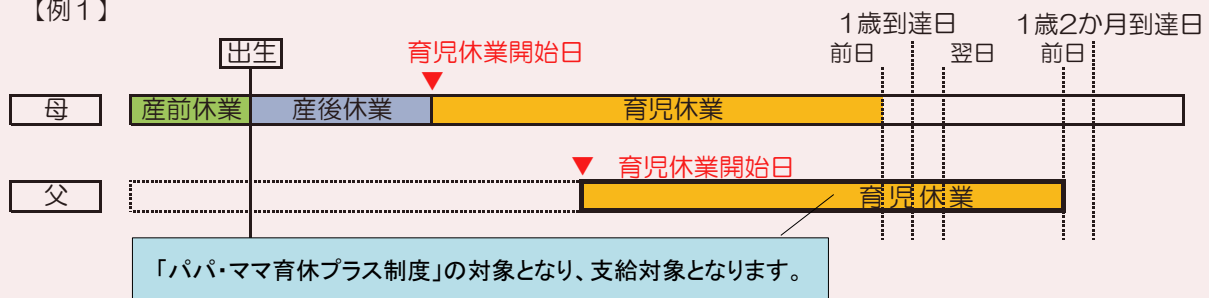 【例1】
1歳到達日
1歳2か月到達日
出生
育児休業開始日
前日
翌日
前日
母
産前休業
産後休業
育児休業
育児休業開始日
父
育児休業
「パパ・ママ育休プラス制度」の対象となり、支給対象となります。